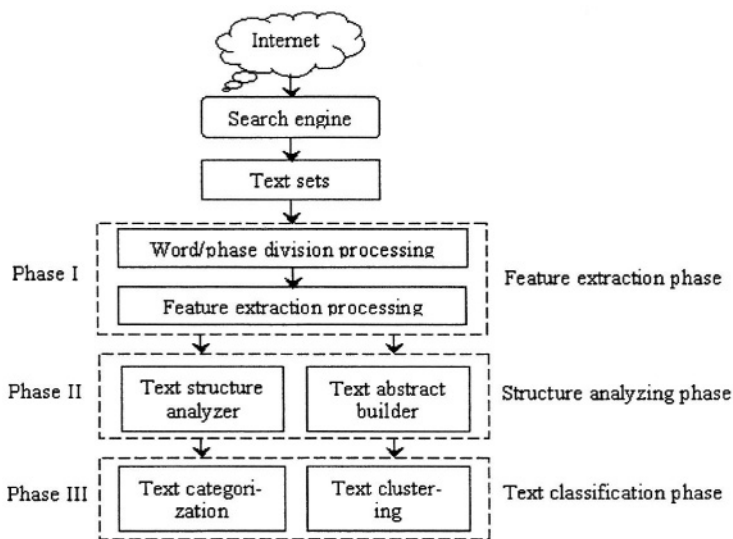 Internet
Search engine
Text sets
Word/phase division processing
Phase I
Feature extraction phase
Feature extraction processing
Phase II
Text structure
analyzer
Text abstract
builder
Structure analyzing phase
Phase III
Text categori-
zation
Text cluster-
ing
Text classification phase